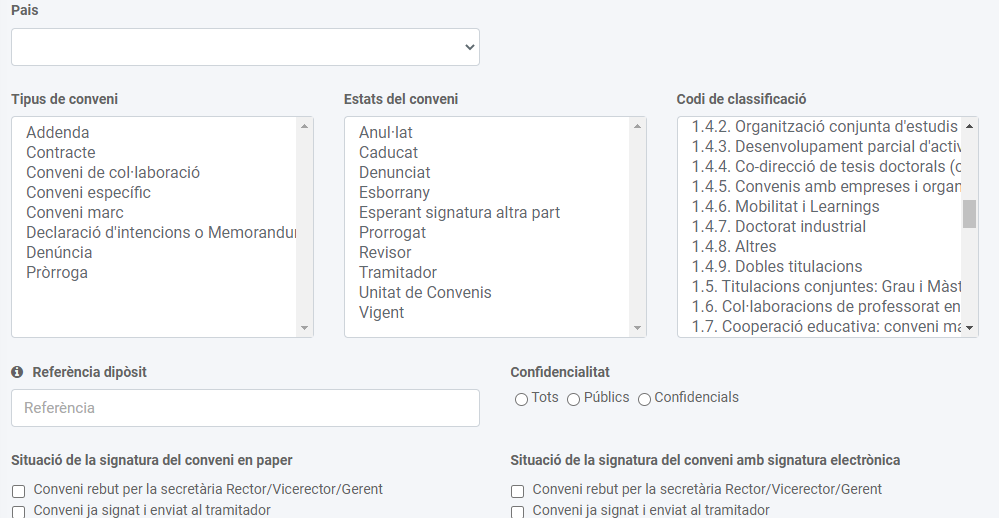 Pais
Tipus de conveni
Estats del conveni
Codi de classificació
Addenda
Contracte
Conveni de col·laboració
Conveni específic
Conveni marc
Declaració d'intencions o Memorandu
Denúncia
Pròrroga
Anul·lat
Caducat
Denunciat
Esborrany
Esperant signatura altra part
Prorrogat
Revisor
Tramitador
Unitat de Convenis
Vigent
1.4.2. Organització conjunta d'estudis
1.4.3. Desenvolupament parcial d'activ
1.4.4. Co-direcció de tesis doctorals (c
1.4.5. Convenis amb empreses i organ
1.4.6. Mobilitat i Learnings
1.4.7. Doctorat industrial
1.4.8. Altres
1.4.9. Dobles titulacions
1.5. Titulacions conjuntes: Grau i Màst
1.6. Col·laboracions de professorat en
1.7. Cooperació educativa: conveni ma
Referència dipòsit
Referència
Confidencialitat
Tots Públics Confidencials
Situació de la signatura del conveni en paper
Conveni rebut per la secretària Rector/Vicerector/Gerent
Conveni ja signat i enviat al tramitador
Situació de la signatura del conveni amb signatura electrònica
Conveni rebut per la secretària Rector/Vicerector/Gerent
Conveni ja signat i enviat al tramitador